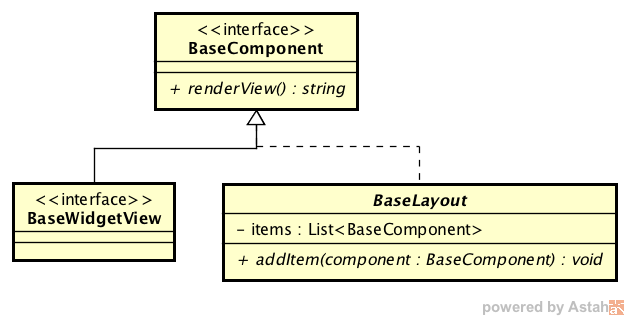 <<interface>>
BaseComponent
+ renderView() : string
<<interface>>
BaseWidgetView
BaseLayout
- items : List<BaseComponent>
+ addItem(component : BaseComponent) : void
powered by Astah